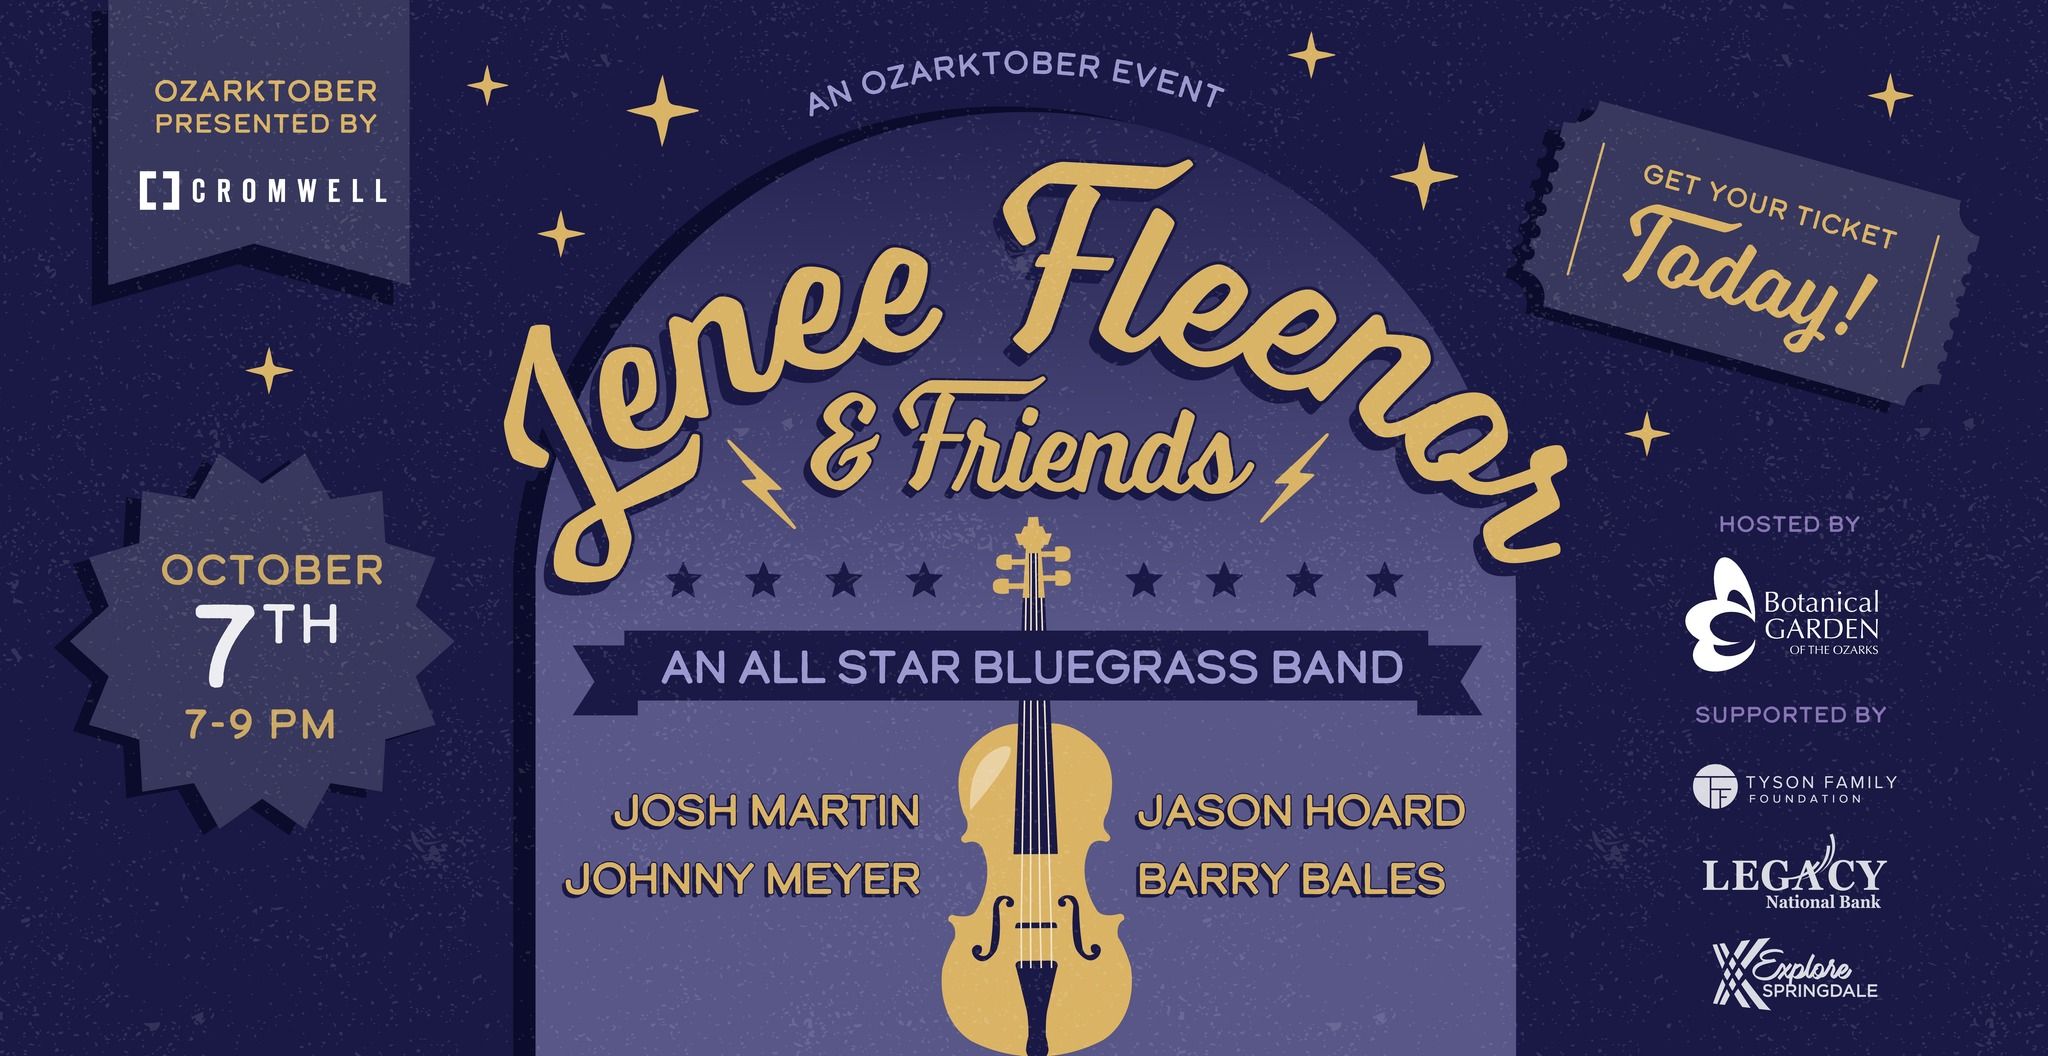 OZARKTOBER
PRESENTED BY
CROMWELL
AN OZARKTOBER EVENT
Jenee Fleenor
& Friends
GET YOUR TICKET
Today!
OCTOBER
7TH
7-9 PM
AN ALL STAR BLUEGRASS BAND
JOSH MARTIN
JOHNNY MEYER
JASON HOARD
BARRY BALES
HOSTED BY
Botanical
GARDEN
OF THE OZARKS
SUPPORTED BY
TYSON FAMILY
FOUNDATION
LEGACY
National Bank
Explore
SPRINGDALE